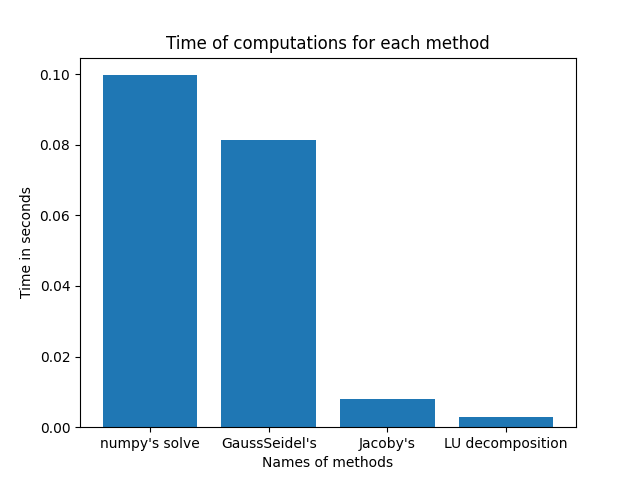 Time of computations for each method
Time in seconds
0.10
0.08
0.06
0.04
0.02
0.00
numpy's solve GaussSeidel's Jacoby's LU decomposition
Names of methods